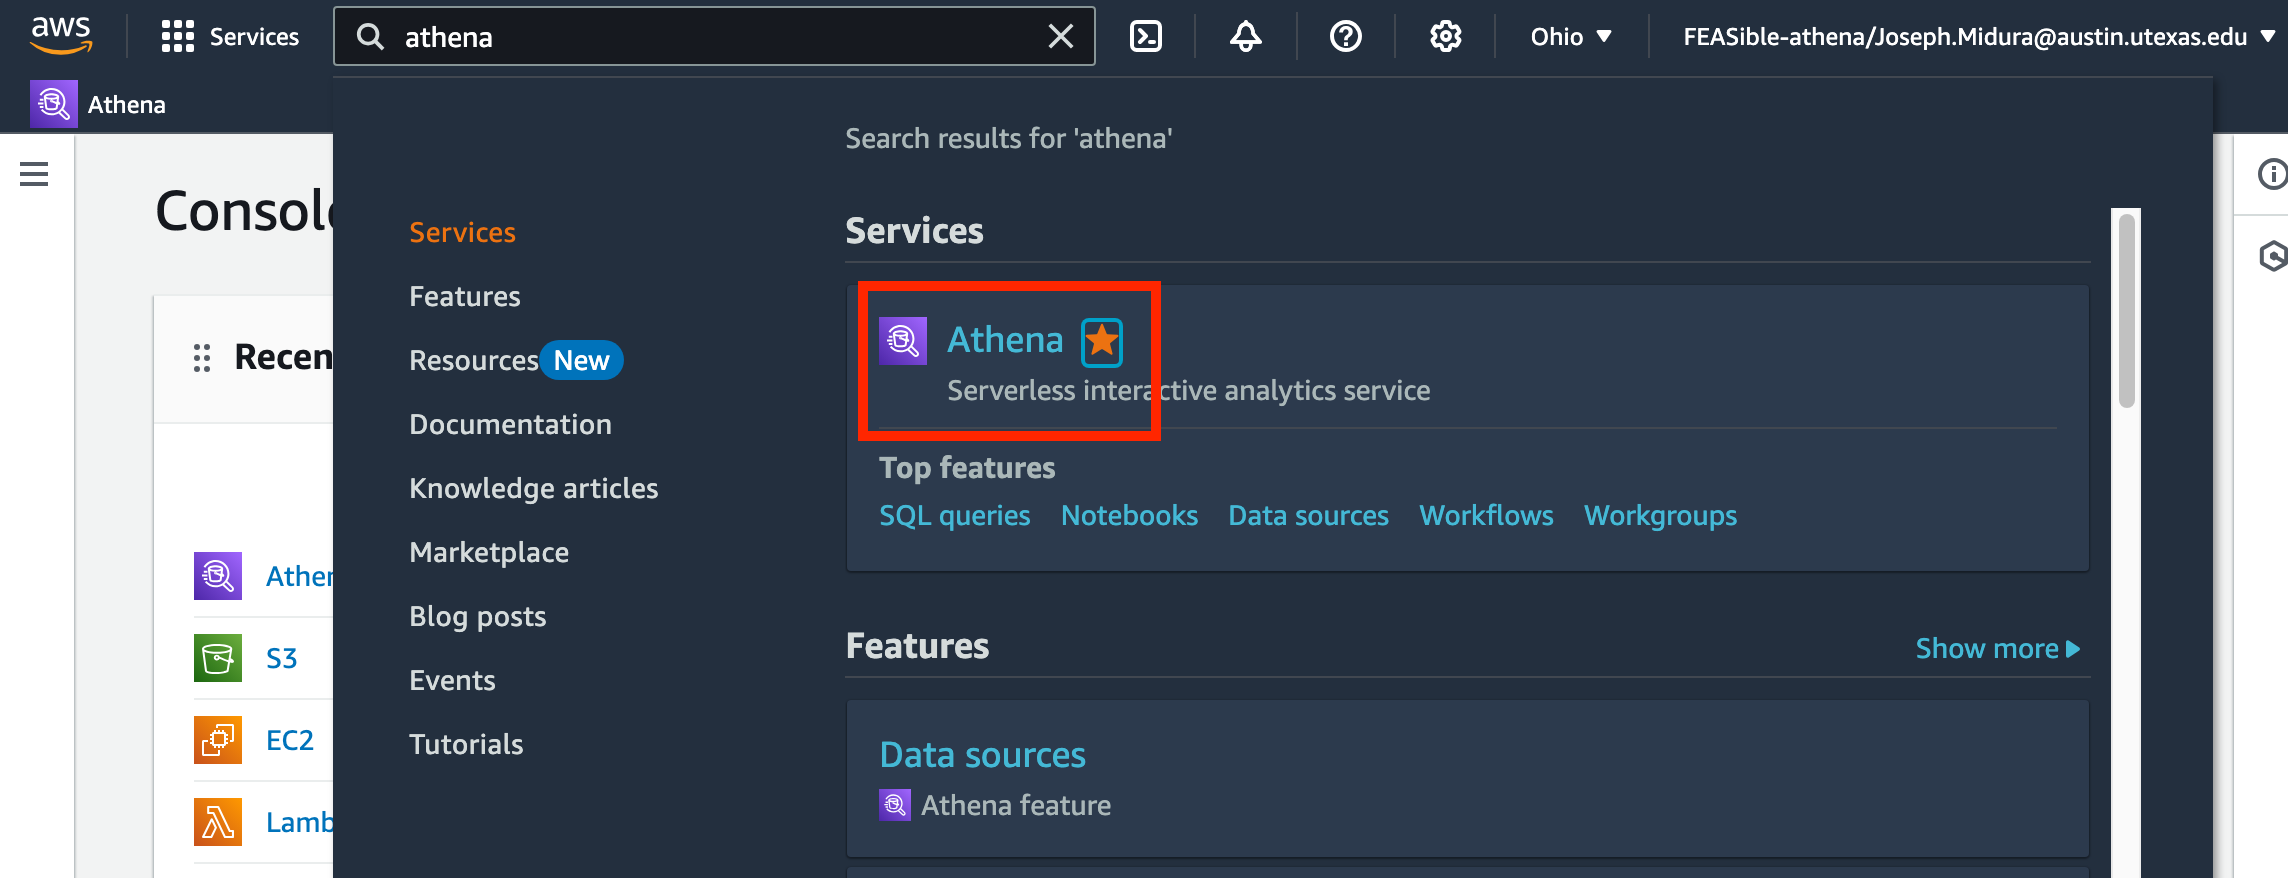 aws
Services
athena
Ohio
FEASible-athena/Joseph.Midura@austin.utexas.edu
Athena
Search results for 'athena'
Consol
Services
Features
Resources New
Documentation
Knowledge articles
Marketplace
Blog posts
Events
Tutorials
Recen
Athen
S3
EC2
Lamb
Services
Athena
Serverless interactive analytics service
Top features
SQL queries Notebooks Data sources Workflows Workgroups
Features
Show more
Data sources
Athena feature